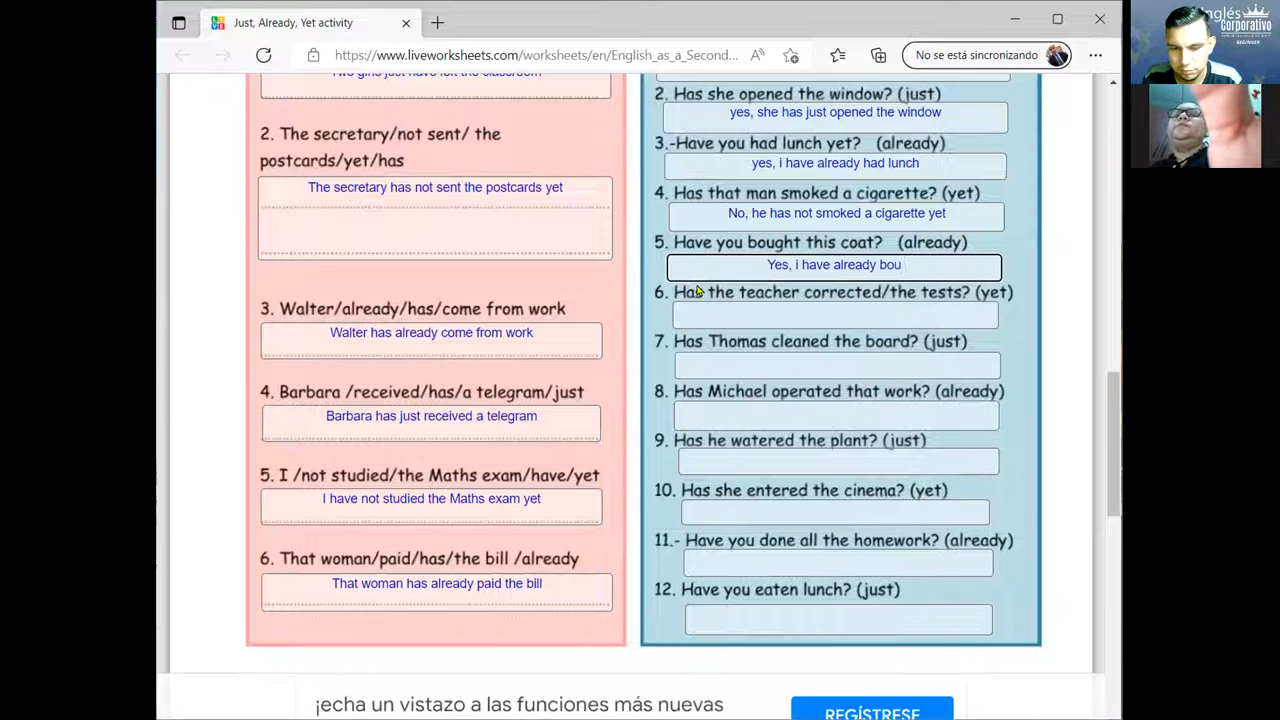 Just, Already, Yet activity
https://www.liveworksheets.com/worksheets/en/English_as_a_Second...
No se está sincronizando
Inglés
Corporativo
BEGINNER
Two girls just have left the classroom
2. The secretary/not sent/ the
postcards/yet/has
The secretary has not sent the postcards yet
3. Walter/already/has/come from work
Walter has already come from work
4. Barbara /received/has/a telegram/just
Barbara has just received a telegram
5. I /not studied/the Maths exam/have/yet
I have not studied the Maths exam yet
6. That woman/paid/has/the bill /already
That woman has already paid the bill
2. Has she opened the window? (just)
yes, she has just opened the window
3.-Have you had lunch yet? (already)
yes, i have already had lunch
4. Has that man smoked a cigarette? (yet)
No, he has not smoked a cigarette yet
5. Have you bought this coat? (already)
Yes, i have already bou
6. Has the teacher corrected/the tests? (yet)
7. Has Thomas cleaned the board? (just)
8. Has Michael operated that work? (already)
9. Has he watered the plant? (just)
10. Has she entered the cinema? (yet)
11.- Have you done all the homework? (already)
12. Have you eaten lunch? (just)
¡echa un vistazo a las funciones más nuevas
REGÍSTRESE